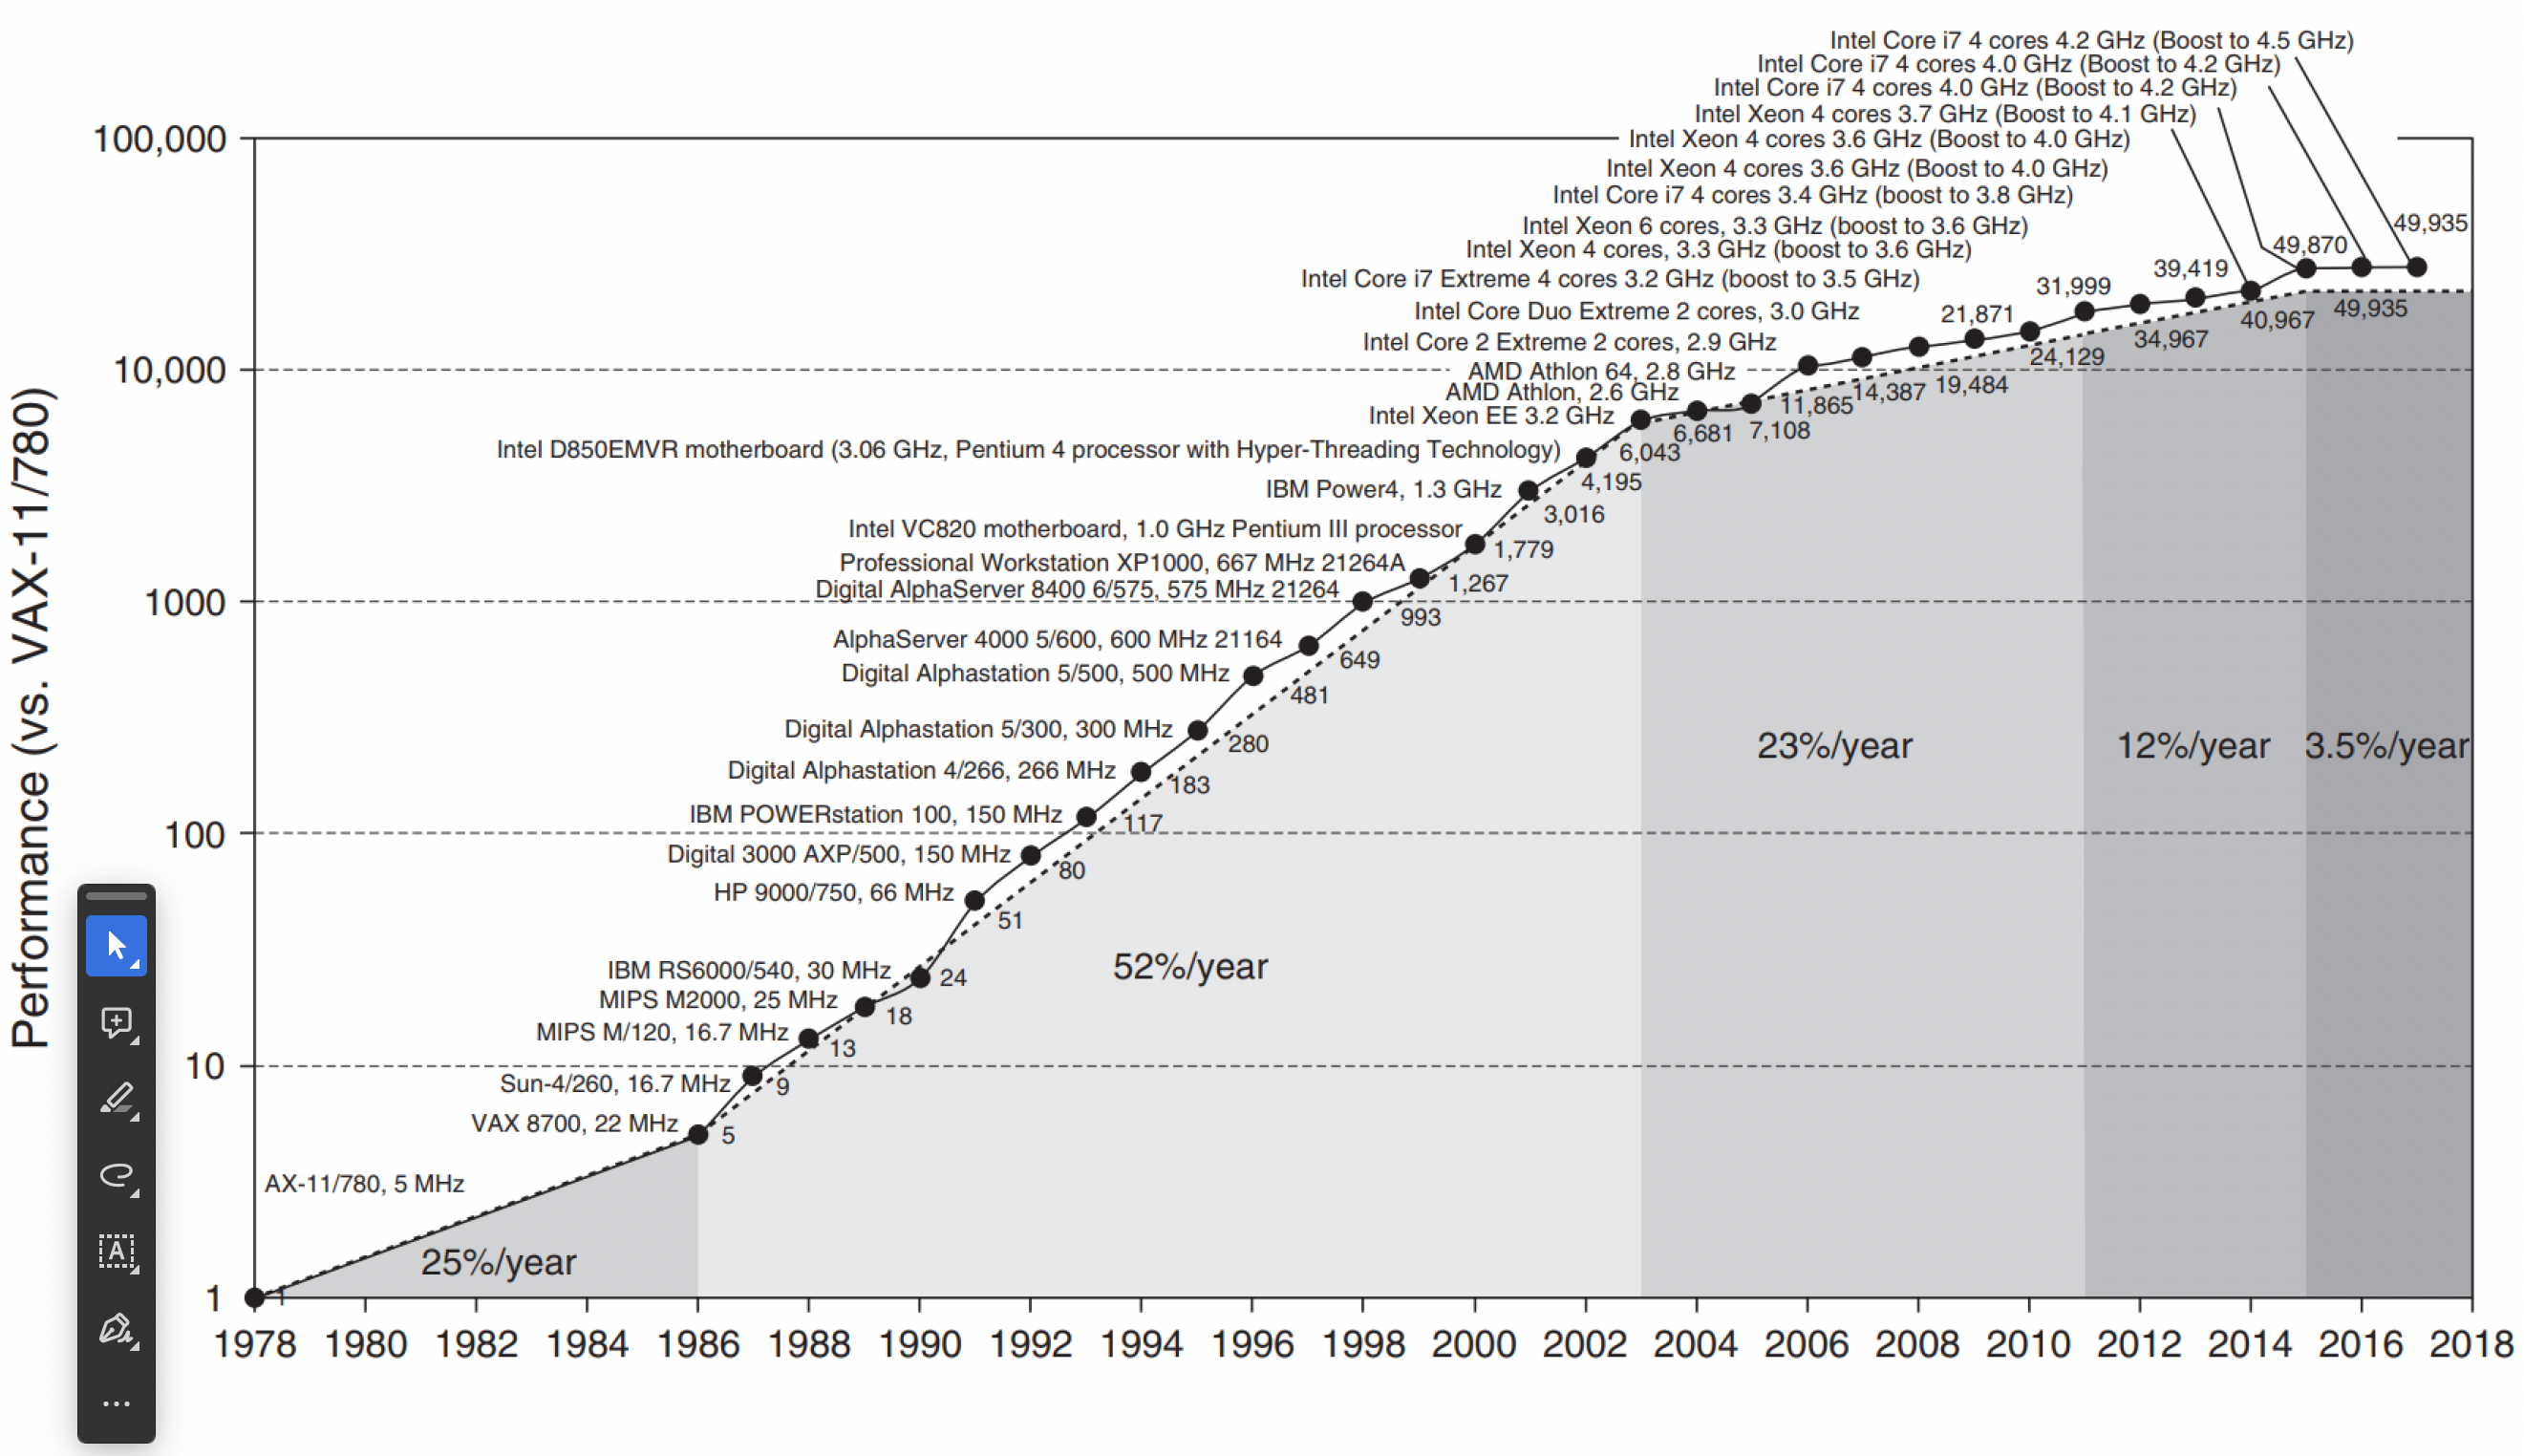 Intel Core i7 4 cores 4.2 GHz (Boost to 4.5 GHz)
Intel Core i7 4 cores 4.0 GHz (Boost to 4.2 GHz)
Intel Core i7 4 cores 4.0 GHz (Boost to 4.2 GHz)
Intel Xeon 4 cores 3.7 GHz (Boost to 4.1 GHz)
100,000
Intel Xeon 4 cores 3.6 GHz (Boost to 4.0 GHz)
Intel Xeon 4 cores 3.6 GHz (Boost to 4.0 GHz)
Intel Core i7 4 cores 3.4 GHz (boost to 3.8 GHz)
Intel Xeon 6 cores, 3.3 GHz (boost to 3.6 GHz)
49,935
Intel Xeon 4 cores, 3.3 GHz (boost to 3.6 GHz)
49,870
Intel Core i7 Extreme 4 cores 3.2 GHz (boost to 3.5 GHz)
39,419
31,999
Intel Core Duo Extreme 2 cores, 3.0 GHz
21,871
40,967
49,935
Intel Core 2 Extreme 2 cores, 2.9 GHz
34,967
24,129
10,000
AMD Athlon 64, 2.8 GHz
AMD Athlon, 2.6 GHz
11,865
14,387
19,484
Intel Xeon EE 3.2 GHz
6,681
7,108
Intel D850EMVR motherboard (3.06 GHz, Pentium 4 processor with Hyper-Threading Technology)
6,043
4,195
IBM Power4, 1.3 GHz
3,016
Intel VC820 motherboard, 1.0 GHz Pentium III processor
1,779
Professional Workstation XP1000, 667 MHz 21264A
1,267
Digital AlphaServer 8400 6/575, 575 MHz 21264
1000
993
AlphaServer 4000 5/600, 600 MHz 21164
649
Digital Alphastation 5/500, 500 MHz
481
Digital Alphastation 5/300, 300 MHz
280
23%/year
12%/year
3.5%/year
Digital Alphastation 4/266, 266 MHz
183
IBM POWERstation 100, 150 MHz
117
100
Digital 3000 AXP/500, 150 MHz
80
HP 9000/750, 66 MHz
51
52%/year
IBM RS6000/540, 30 MHz
24
MIPS M2000, 25 MHz
18
MIPS M/120, 16.7 MHz
13
10
Sun-4/260, 16.7 MHz
9
VAX 8700, 22 MHz
5
AX-11/780, 5 MHz
25%/year
1
1
1978 1980 1982 1984 1986 1988 1990 1992 1994 1996 1998 2000 2002 2004 2006 2008 2010 2012 2014 2016 2018
Performance (vs. VAX-11/780)
A